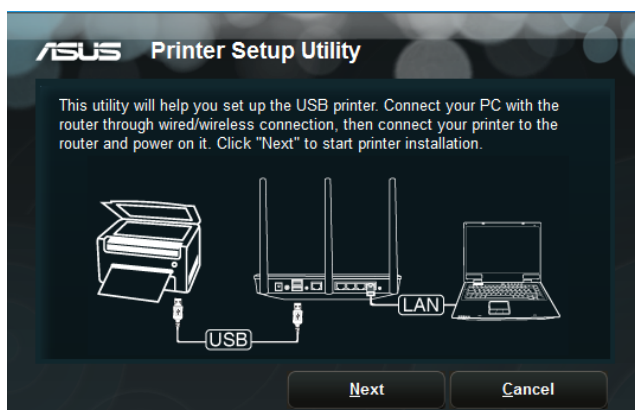 ASUS Printer Setup Utility
This utility will help you set up the USB printer. Connect your PC with the
router through wired/wireless connection, then connect your printer to the
router and power on it. Click "Next" to start printer installation.
LAN
USB
Next Cancel